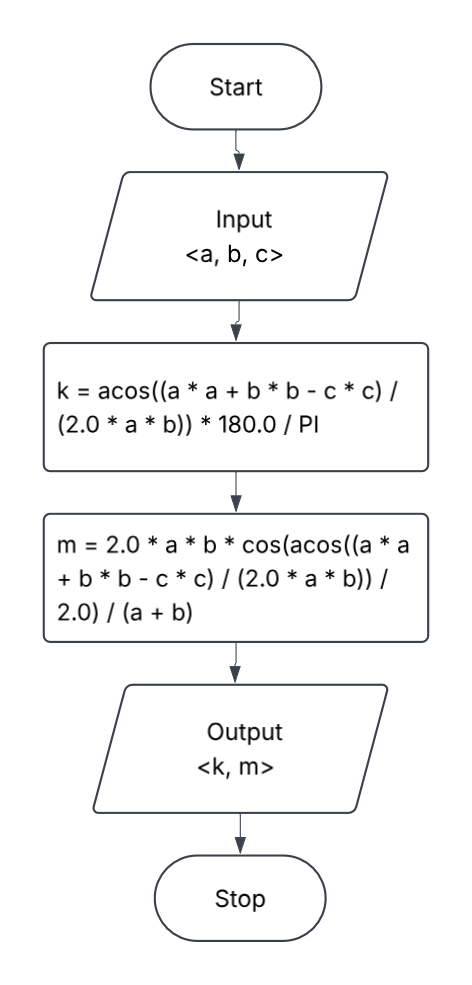 Start
Input
<a, b, c>
k = acos((a * a + b * b - c * c) /
(2.0 * a * b)) * 180.0 / PI
m = 2.0 * a * b * cos(acos((a * a
+ b * b - c * c) / (2.0 * a * b)) /
2.0) / (a + b)
Output
<k, m>
Stop